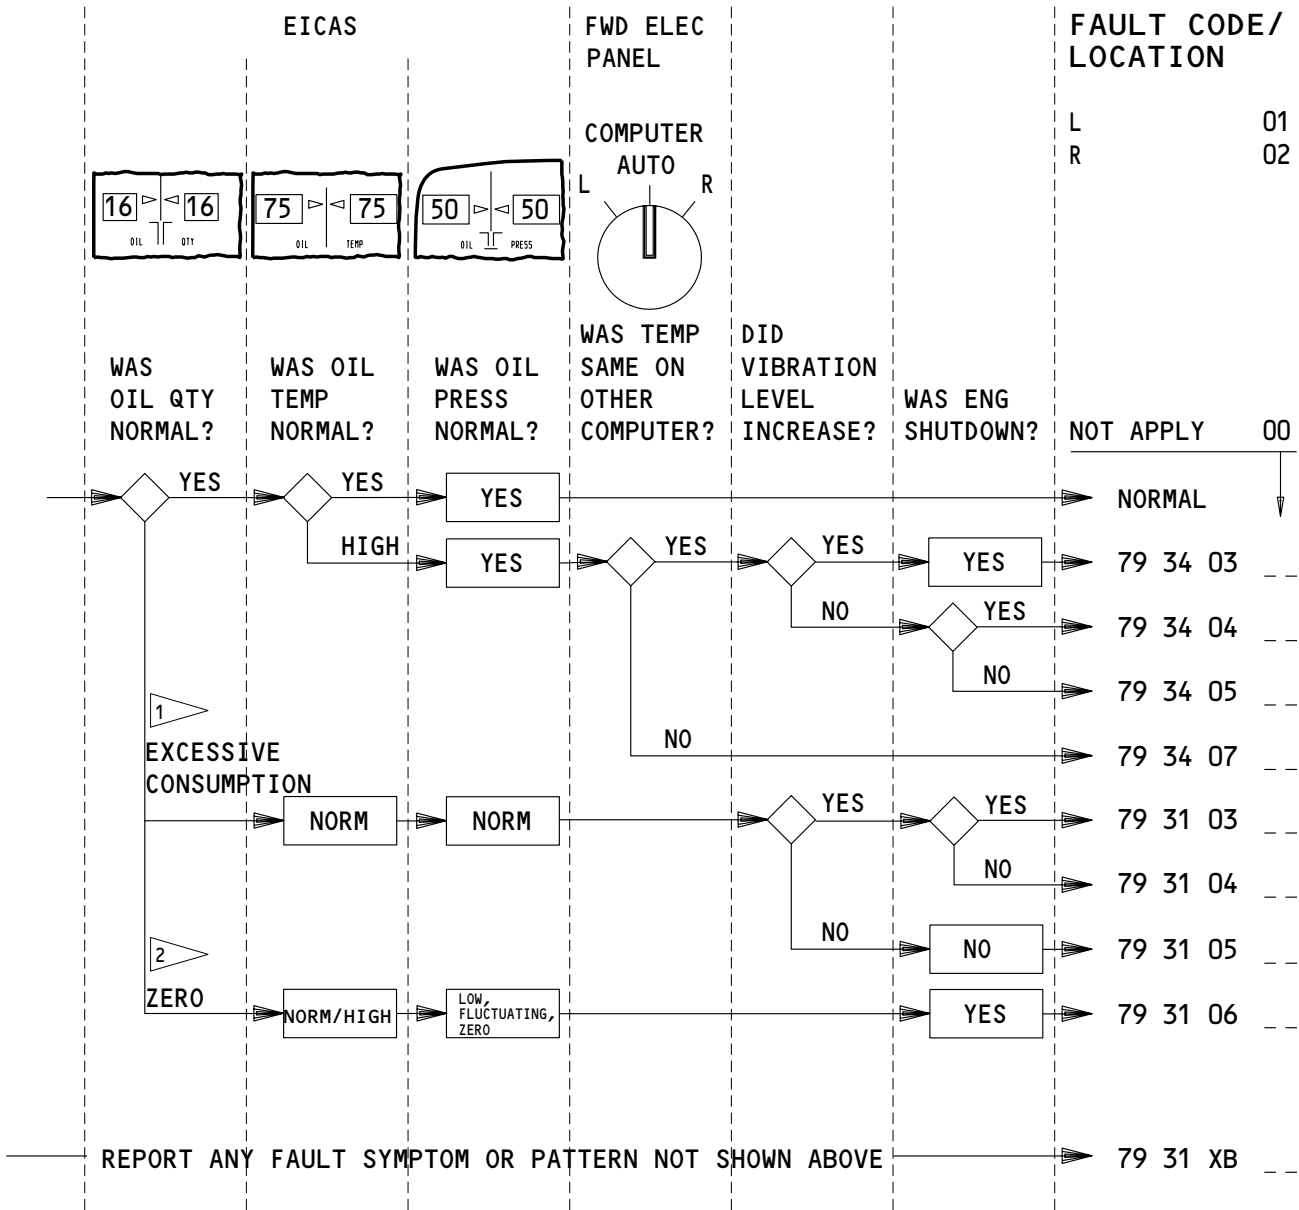 EICAS
FWD ELEC
PANEL
FAULT CODE/
LOCATION
L 01
R 02
COMPUTER
AUTO
L R
16 16
OIL QTY
75 75
OIL TEMP
50 50
OIL PRESS
WAS
OIL QTY
NORMAL?
WAS OIL
TEMP
NORMAL?
WAS OIL
PRESS
NORMAL?
WAS TEMP
SAME ON
OTHER
COMPUTER?
DID
VIBRATION
LEVEL
INCREASE?
WAS ENG
SHUTDOWN?
NOT APPLY 00
YES YES YES NORMAL
HIGH YES YES YES YES 79 34 03 _ _
NO YES 79 34 04 _ _
NO 79 34 05 _ _
1
NO 79 34 07 _ _
EXCESSIVE
CONSUMPTION
NORM NORM YES YES 79 31 03 _ _
NO 79 31 04 _ _
2
NO NO 79 31 05 _ _
ZERO NORM/HIGH
LOW,
FLUCTUATING,
ZERO
YES 79 31 06 _ _
REPORT ANY FAULT SYMPTOM OR PATTERN NOT SHOWN ABOVE 79 31 XB _ _